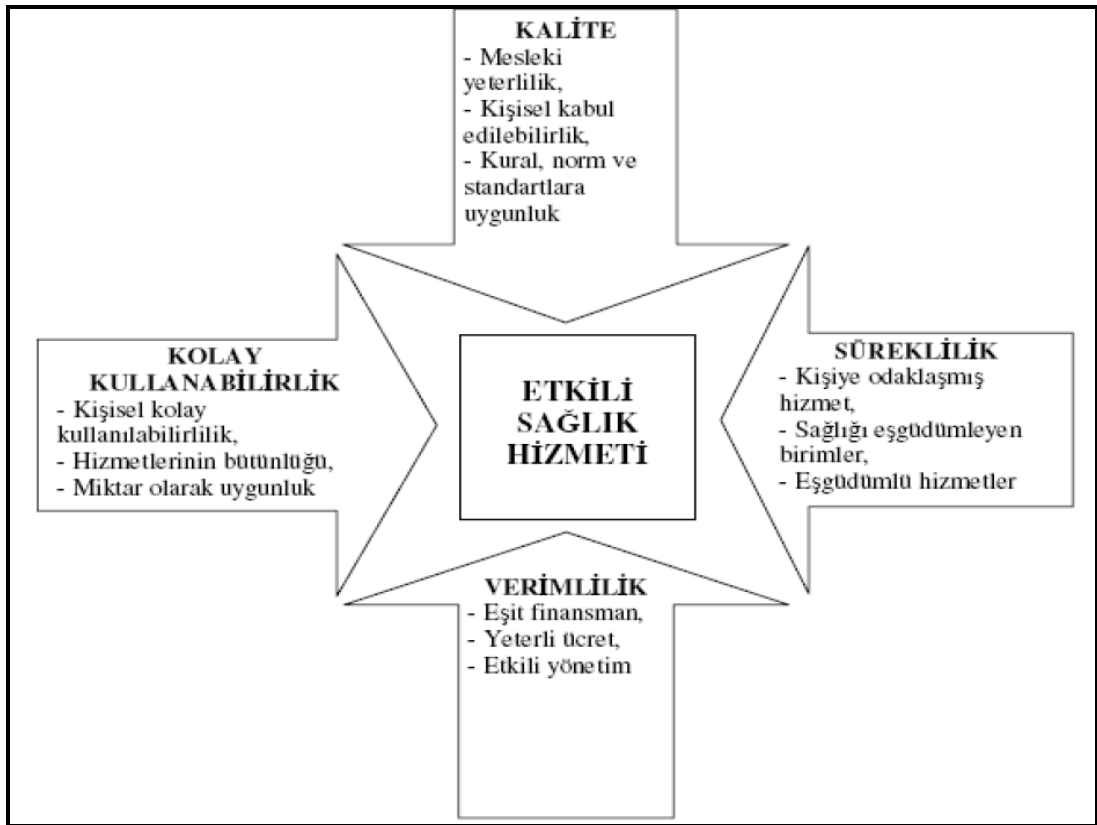 KALİTE
- Mesleki
yeterlilik,
- Kişisel kabul
edilebilirlik,
- Kural, norm ve
standartlara
uygunluk
KOLAY
KULLANABİLİRLİK
- Kişisel kolay
kullanılabilirlilik,
- Hizmetlerinin bütünlüğü,
- Miktar olarak uygunluk
ETKİLİ
SAĞLIK
HİZMETİ
SÜREKLİLİK
- Kişiye odaklaşmış
hizmet,
- Sağlığı eşgüdümleyen
birimler,
- Eşgüdümlü hizmetler
VERİMLİLİK
- Eşit finansman,
- Yeterli ücret,
- Etkili yönetim